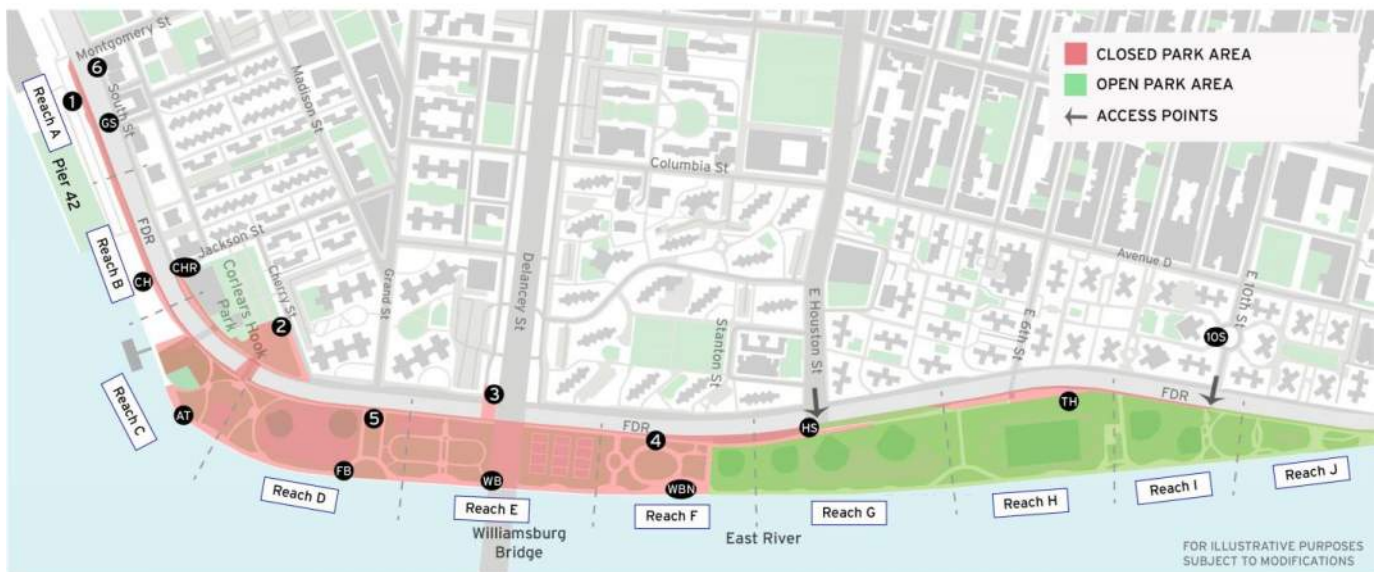 CLOSED PARK AREA
OPEN PARK AREA
ACCESS POINTS
Montgomery St
6
1
South St
GS
Reach A
Pier 42
Madison St
Columbia St
FDR
Jackson St
Reach B
CH
CHR
Corlears Hook
Park
Cherry St
2
Grand St
Delancey St
Stanton St
E Houston St
Avenue D
E 6th St
E 10th St
10S
Reach C
AT
5
3
FDR
4
HS
TH
FDR
FB
WB
WBN
Reach D
Reach E
Reach F
Reach G
Reach H
Reach I
Reach J
Williamsburg
Bridge
East River
FOR ILLUSTRATIVE PURPOSES
SUBJECT TO MODIFICATIONS